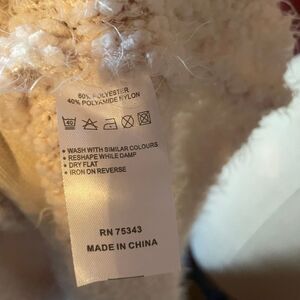 60% POLYESTER
40% POLYAMIDE NYLON
40
• WASH WITH SIMILAR COLOURS
• RESHAPE WHILE DAMP
• DRY FLAT
• IRON ON REVERSE
RN 75343
MADE IN CHINA